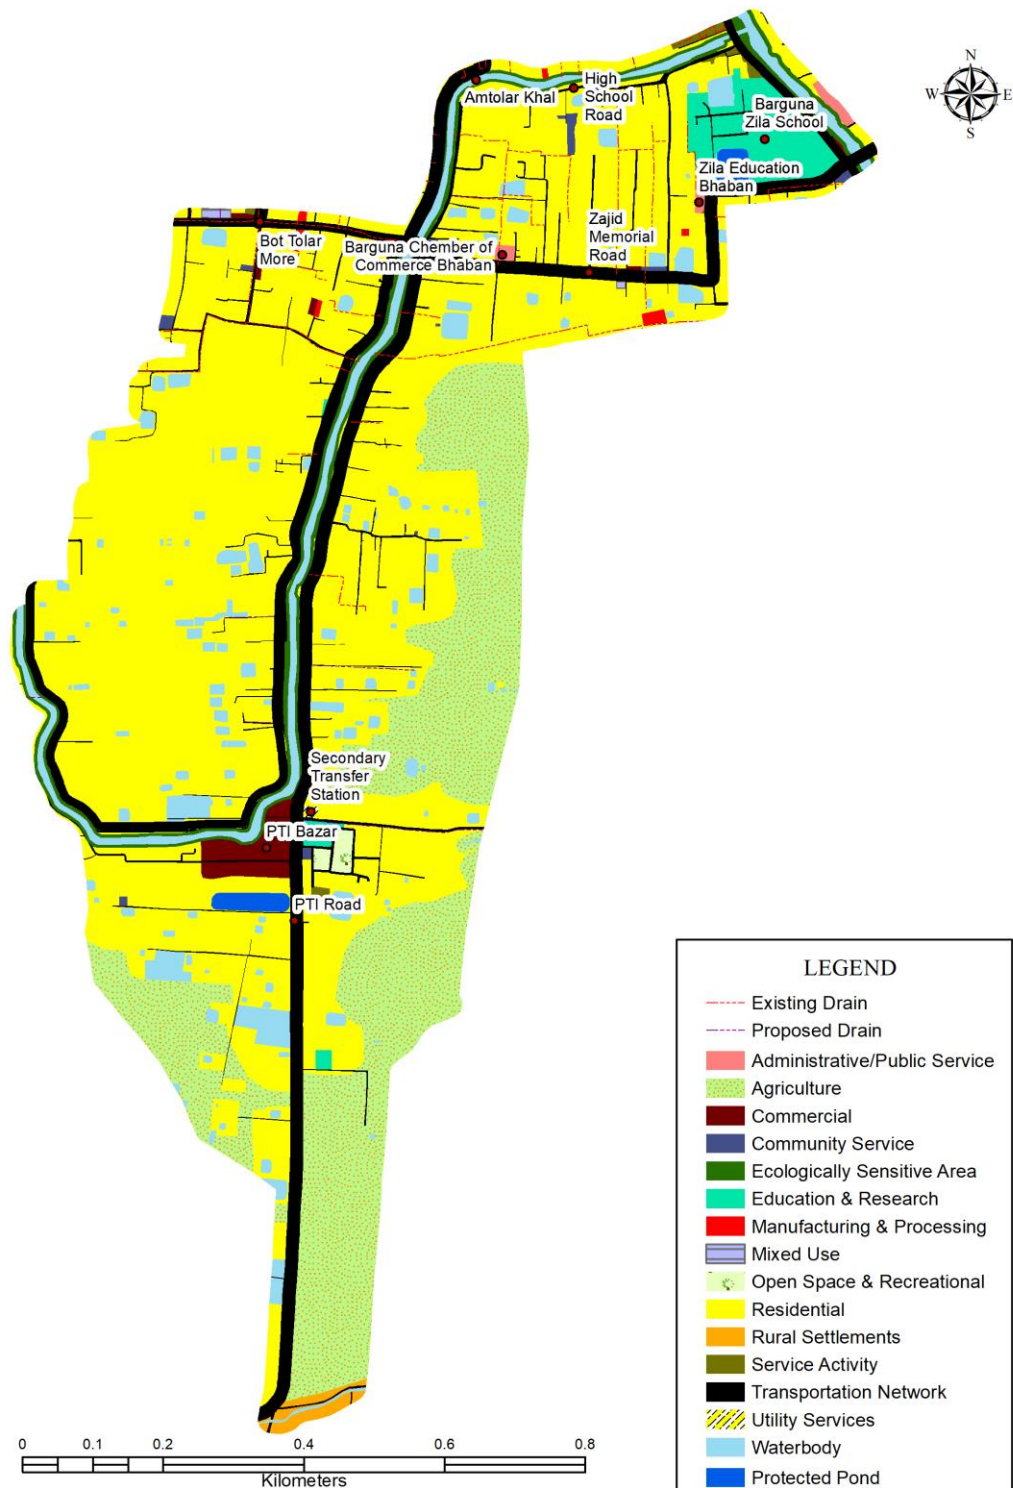 N
W E
S
Amtolar Khal
High
School
Road
Barguna
Zila School
Zila Education
Bhaban
Bot Tolar
More
Barguna Chember of
Commerce Bhaban
Zajid
Memorial
Road
Secondary
Transfer
Station
PTI Bazar
PTI Road
LEGEND
Existing Drain
Proposed Drain
Administrative/Public Service
Agriculture
Commercial
Community Service
Ecologically Sensitive Area
Education & Research
Manufacturing & Processing
Mixed Use
Open Space & Recreational
Residential
Rural Settlements
Service Activity
Transportation Network
Utility Services
Waterbody
Protected Pond
0 0.1 0.2 0.4 0.6 0.8
Kilometers